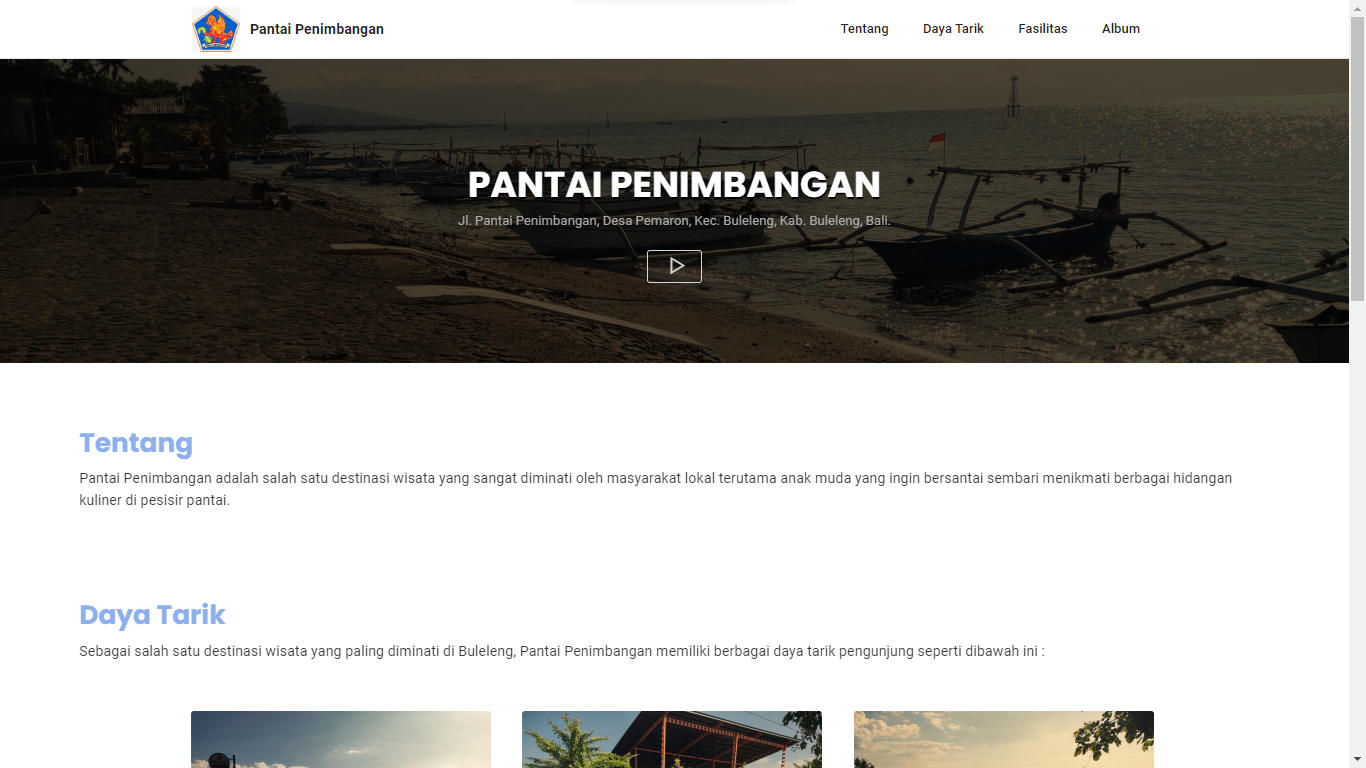 Pantai Penimbangan
Tentang
Daya Tarik
Fasilitas
Album
PANTAI PENIMBANGAN
Jl. Pantai Penimbangan, Desa Pemaron, Kec. Buleleng, Kab. Buleleng, Bali.
Tentang
Pantai Penimbangan adalah salah satu destinasi wisata yang sangat diminati oleh masyarakat lokal terutama anak muda yang ingin bersantai sembari menikmati berbagai hidangan
kuliner di pesisir pantai.
Daya Tarik
Sebagai salah satu destinasi wisata yang paling diminati di Buleleng, Pantai Penimbangan memiliki berbagai daya tarik pengunjung seperti dibawah ini :